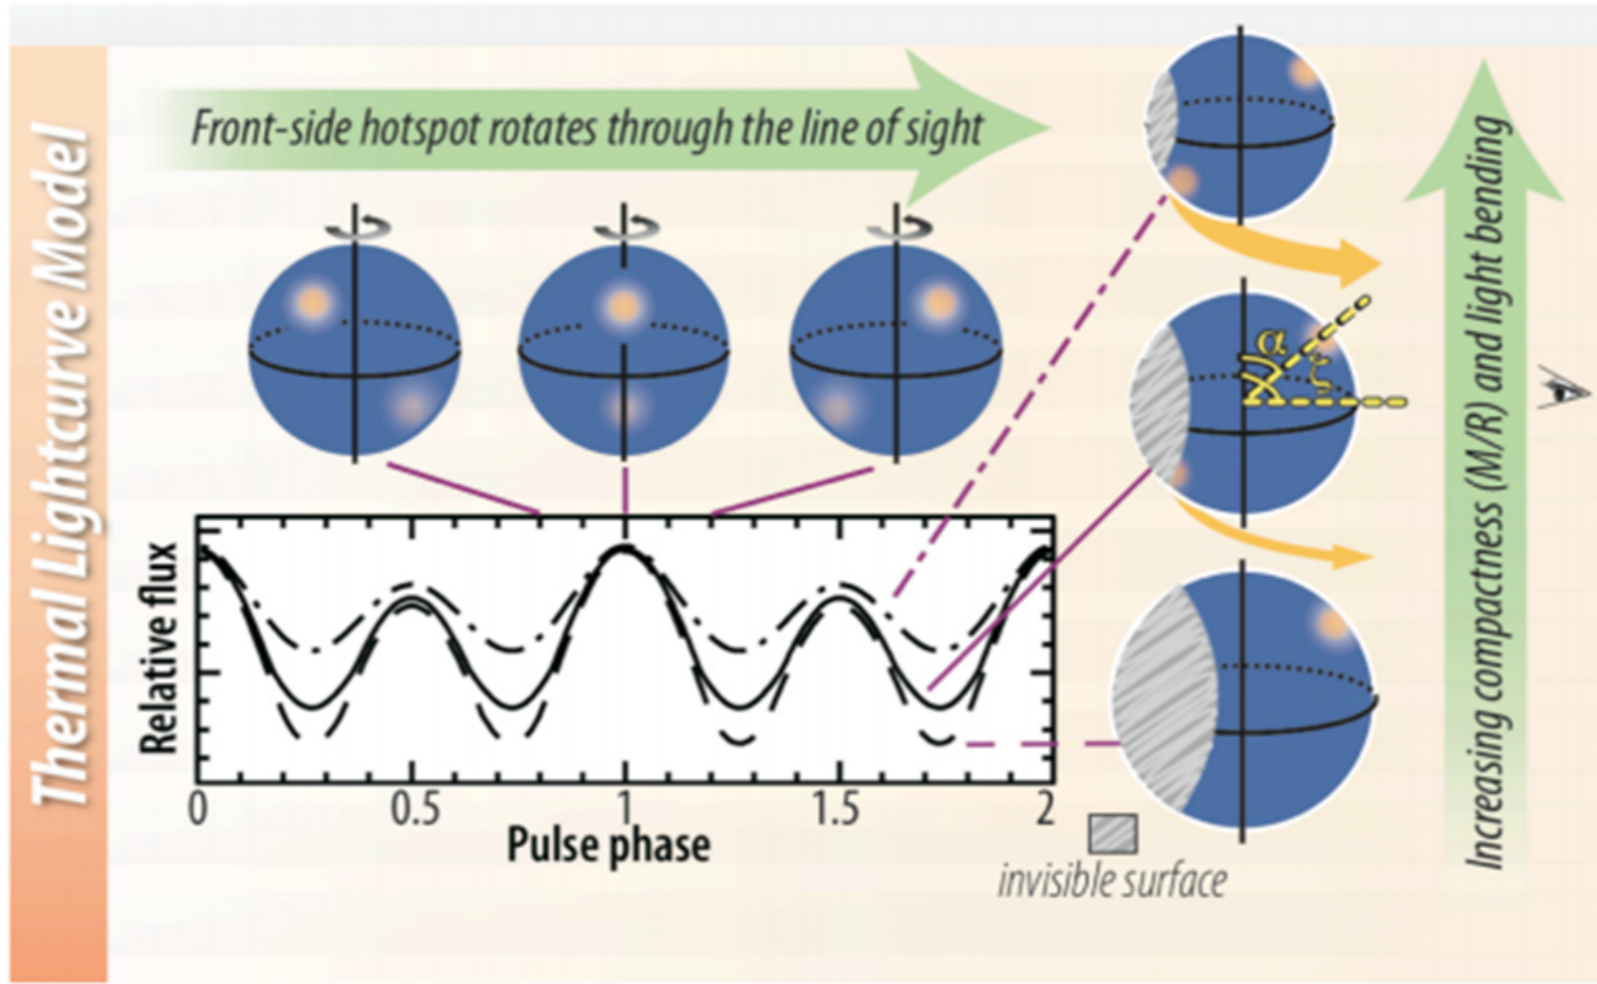 Thermal Lightcurve Model
Front-side hotspot rotates through the line of sight
α
ζ
Increasing compactness (M/R) and light bending
Relative flux
0
0.5
1
1.5
2
Pulse phase
invisible surface